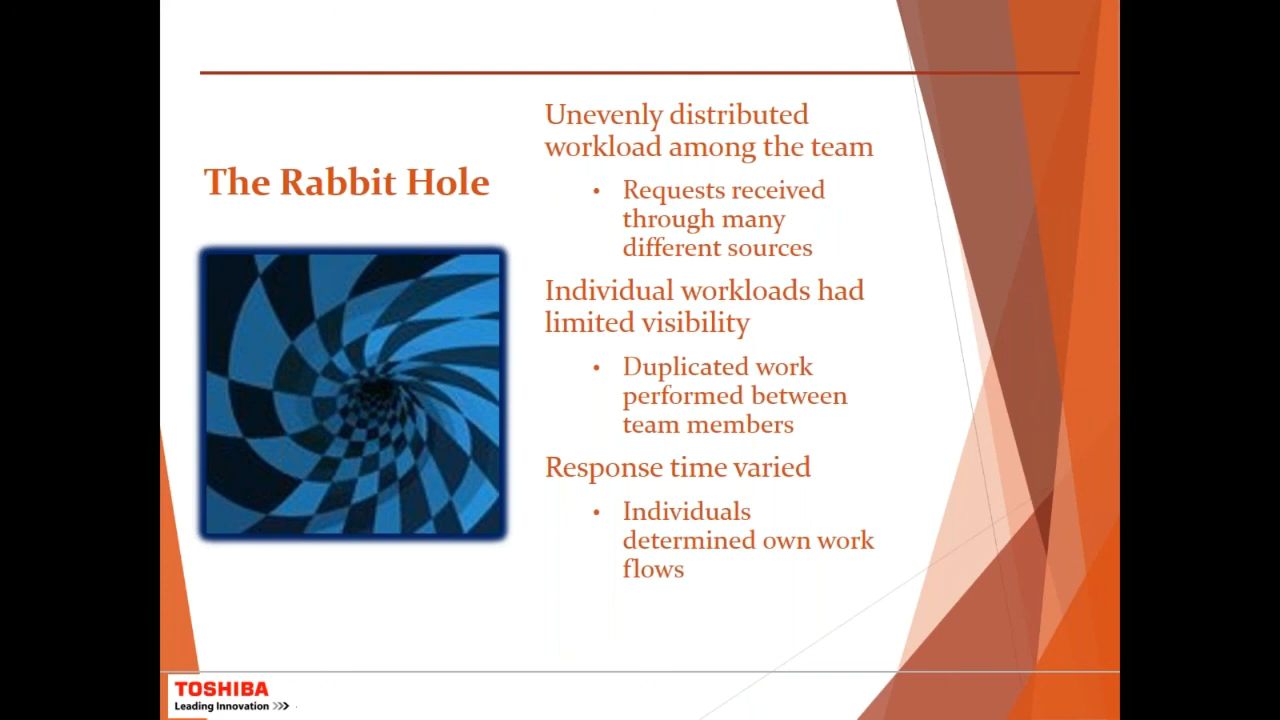 The Rabbit Hole
Unevenly distributed
workload among the team
• Requests received
through many
different sources
Individual workloads had
limited visibility
• Duplicated work
performed between
team members
Response time varied
• Individuals
determined own work
flows
TOSHIBA
Leading Innovation >>>